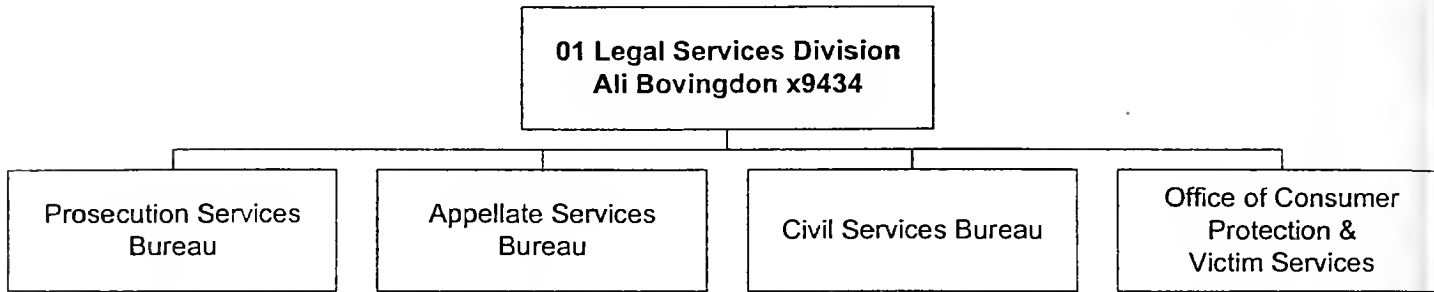 01 Legal Services Division
Ali Bovingdon x9434
Prosecution Services
Bureau
Appellate Services
Bureau
Civil Services Bureau
Office of Consumer
Protection &
Victim Services